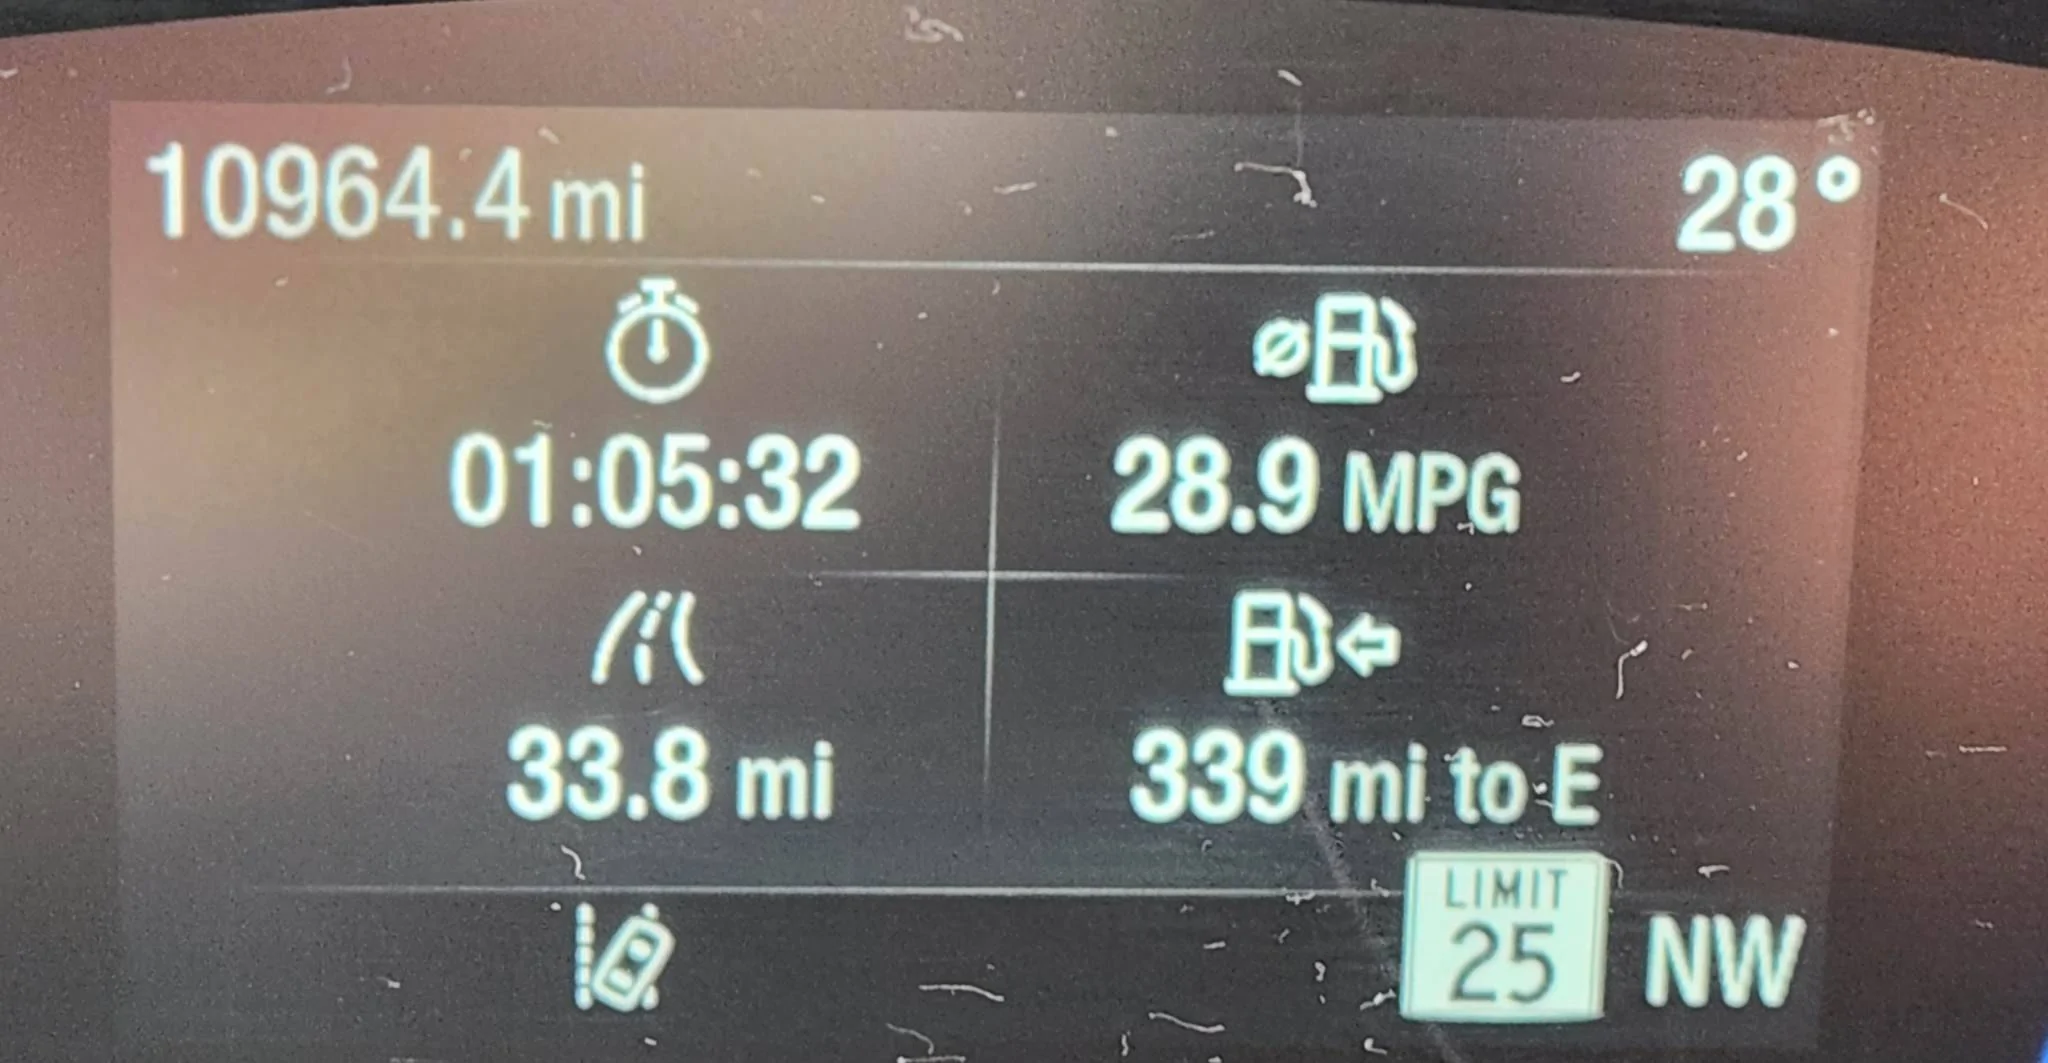 10964.4 mi 28°
01:05:32 28.9 MPG
33.8 mi 339 mi to E
LIMIT
25 NW